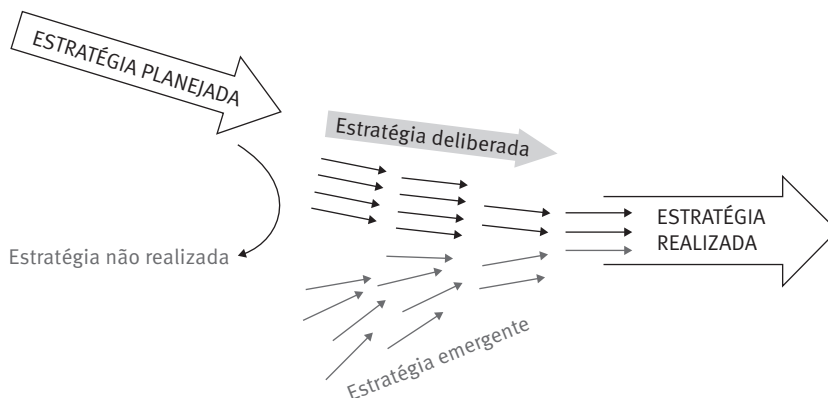 ESTRATÉGIA PLANEJADA
Estratégia deliberada
ESTRATÉGIA
REALIZADA
Estratégia não realizada
Estratégia emergente